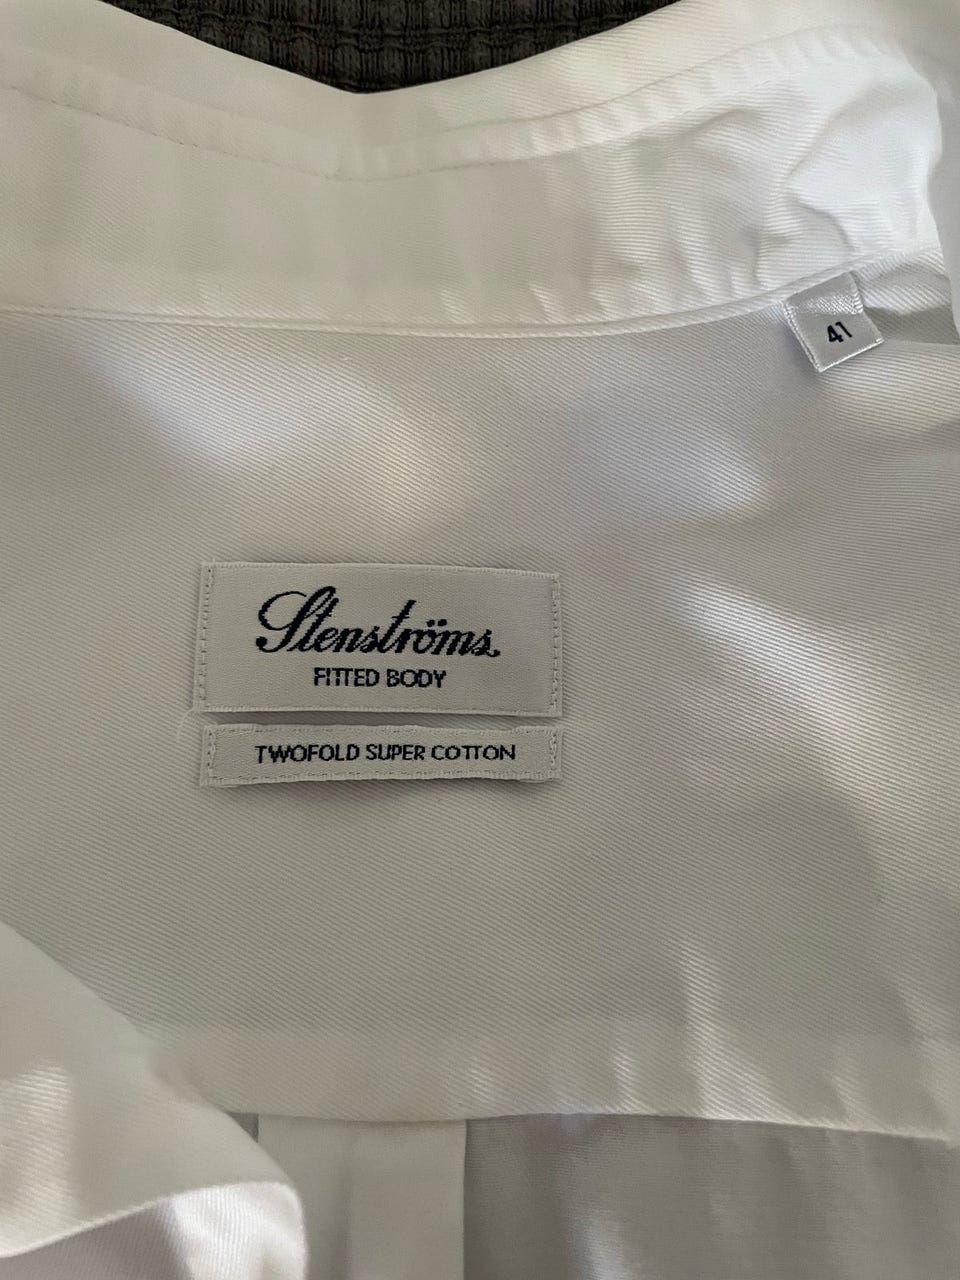 41
Stenströms
FITTED BODY
TWOFOLD SUPER COTTON